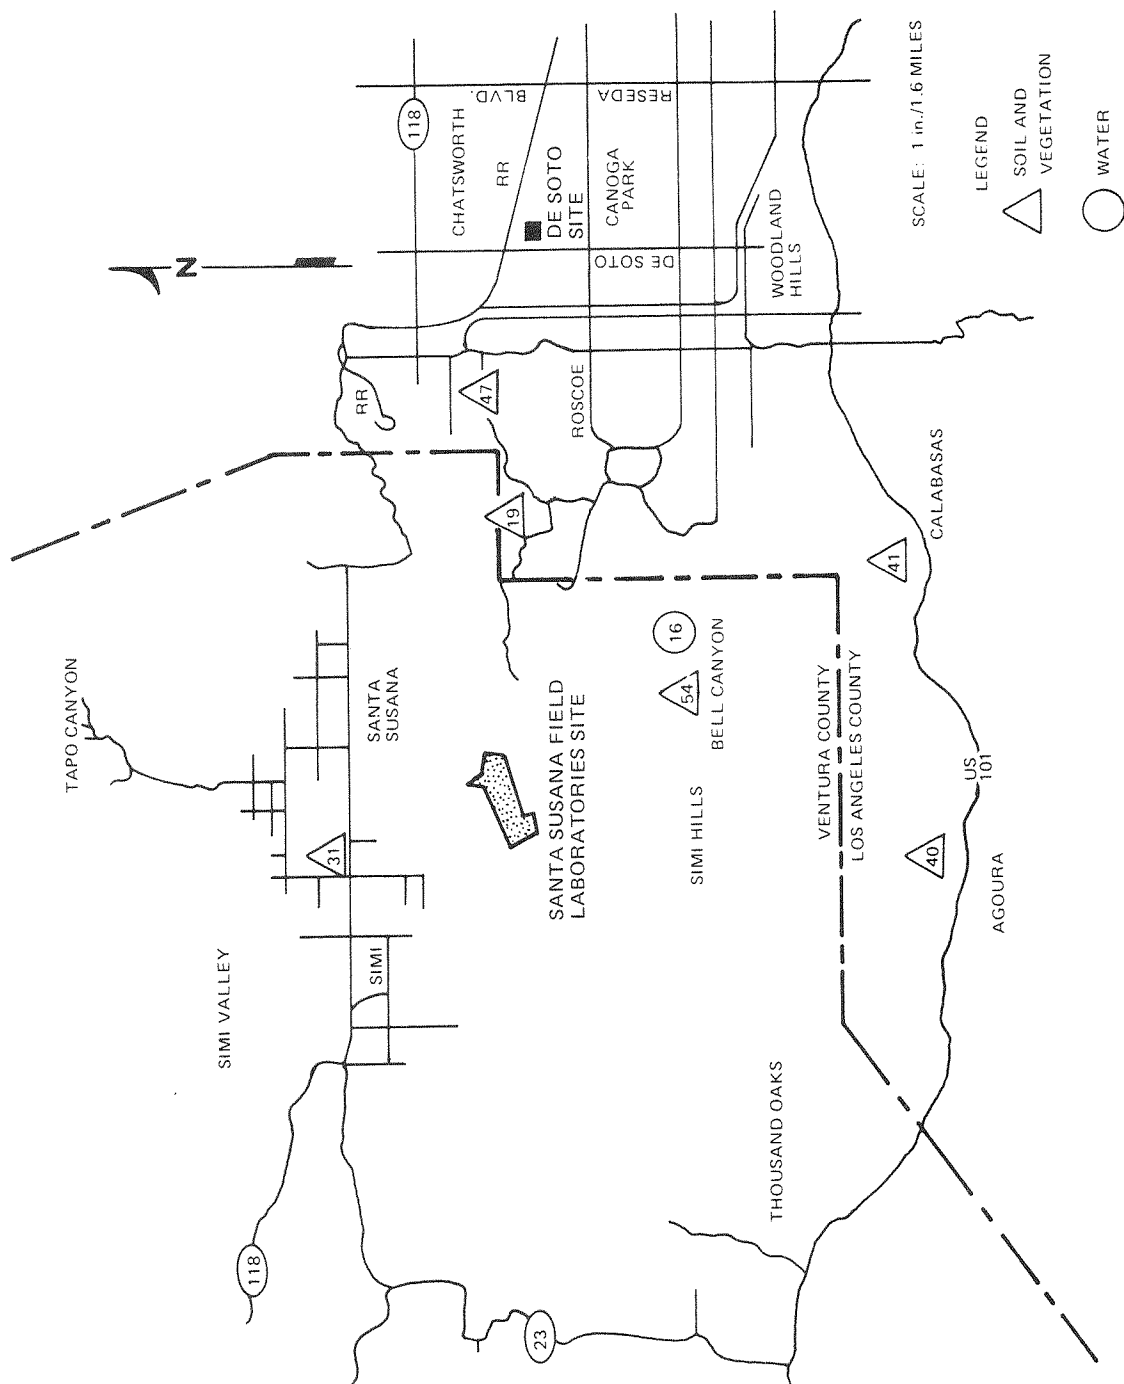 TAPO CANYON
SIMI VALLEY
118
31
SANTA
SUSANA
SIMI
RR
N
118
CHATSWORTH
RR
BLVD.
RESEDA
47
19
DE SOTO
SITE
CANOGA
PARK
DE SOTO
ROSCOE
WOODLAND
HILLS
SANTA SUSANA FIELD
LABORATORIES SITE
23
16
54
BELL CANYON
SIMI HILLS
THOUSAND OAKS
VENTURA COUNTY
LOS ANGELES COUNTY
41
CALABASAS
40
US
101
AGOURA
SCALE: 1 in./1.6 MILES
LEGEND
SOIL AND
VEGETATION
WATER